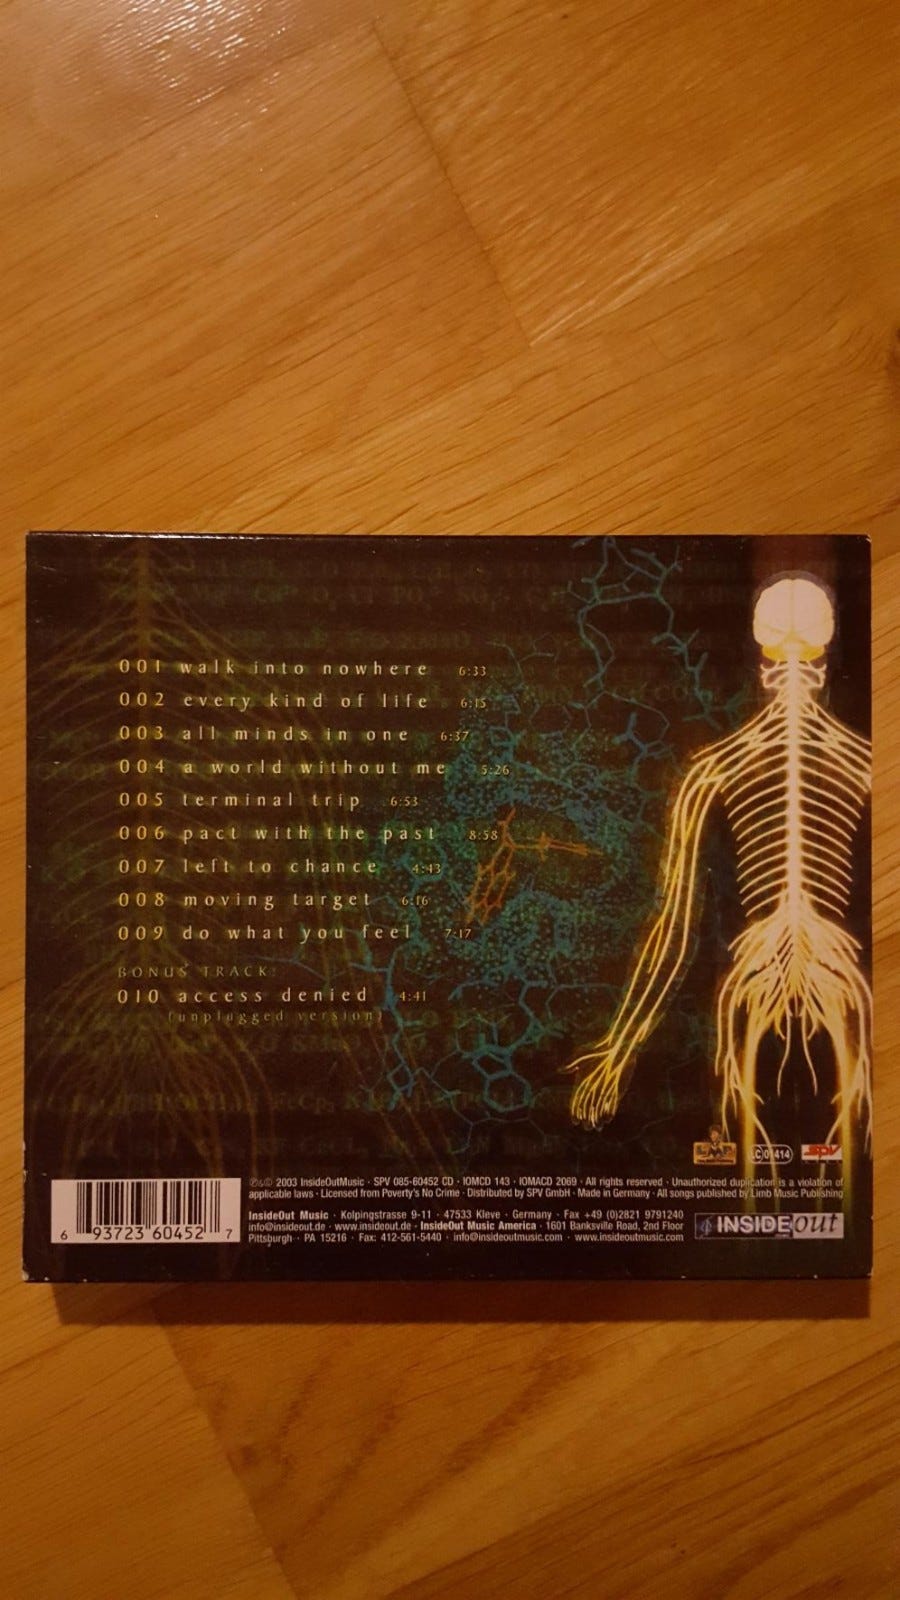 001 walk into nowhere 6:33
002 every kind of life 6:15
003 all minds in one 6:37
004 a world without me 5:26
005 terminal trip 6:53
006 pact with the past 8:58
007 left to chance 4:43
008 moving target 6:16
009 do what you feel 7:17
BONUS TRACK:
010 access denied 4:41
(unplugged version)
LC 01414
SPV
℗ & © 2003 InsideOutMusic · SPV 085-60452 CD · IOMCD 143 · IOMACD 2069 · All rights reserved · Unauthorized duplication is a violation of
applicable laws · Licensed from Poverty's No Crime · Distributed by SPV GmbH · Made in Germany · All songs published by Limb Music Publishing
InsideOut Music · Kolpingstrasse 9-11 · 47533 Kleve · Germany · Fax +49 (0)2821 9791240
info@insideout.de · www.insideout.de · InsideOut Music America · 1601 Banksville Road, 2nd Floor
Pittsburgh · PA 15216 · Fax: 412-561-5440 · info@insideoutmusic.com · www.insideoutmusic.com
INSIDEout
6 93723 60452 7